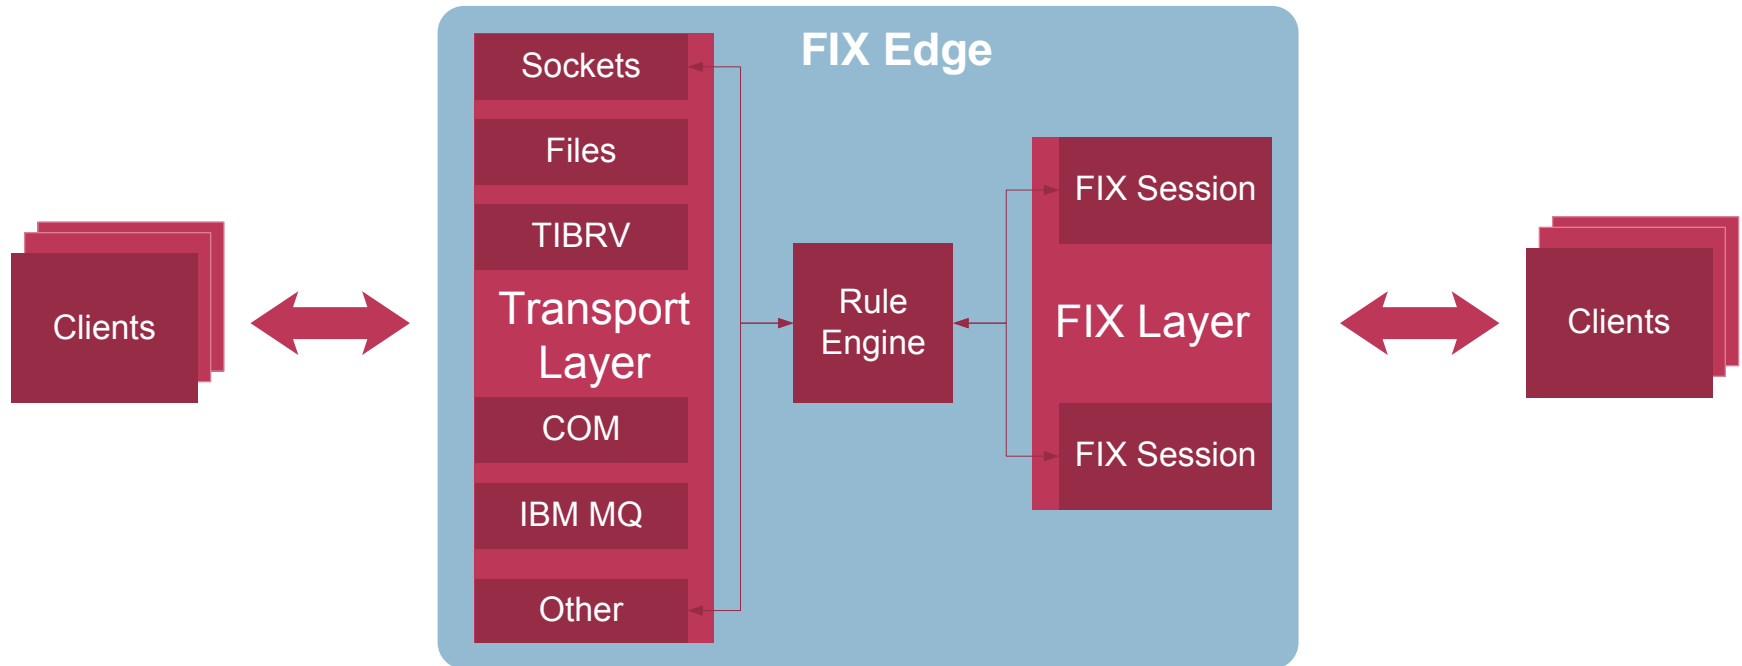 FIX Edge
Clients
Sockets
Files
TIBRV
Transport
Layer
COM
IBM MQ
Other
Rule
Engine
FIX Session
FIX Layer
FIX Session
Clients